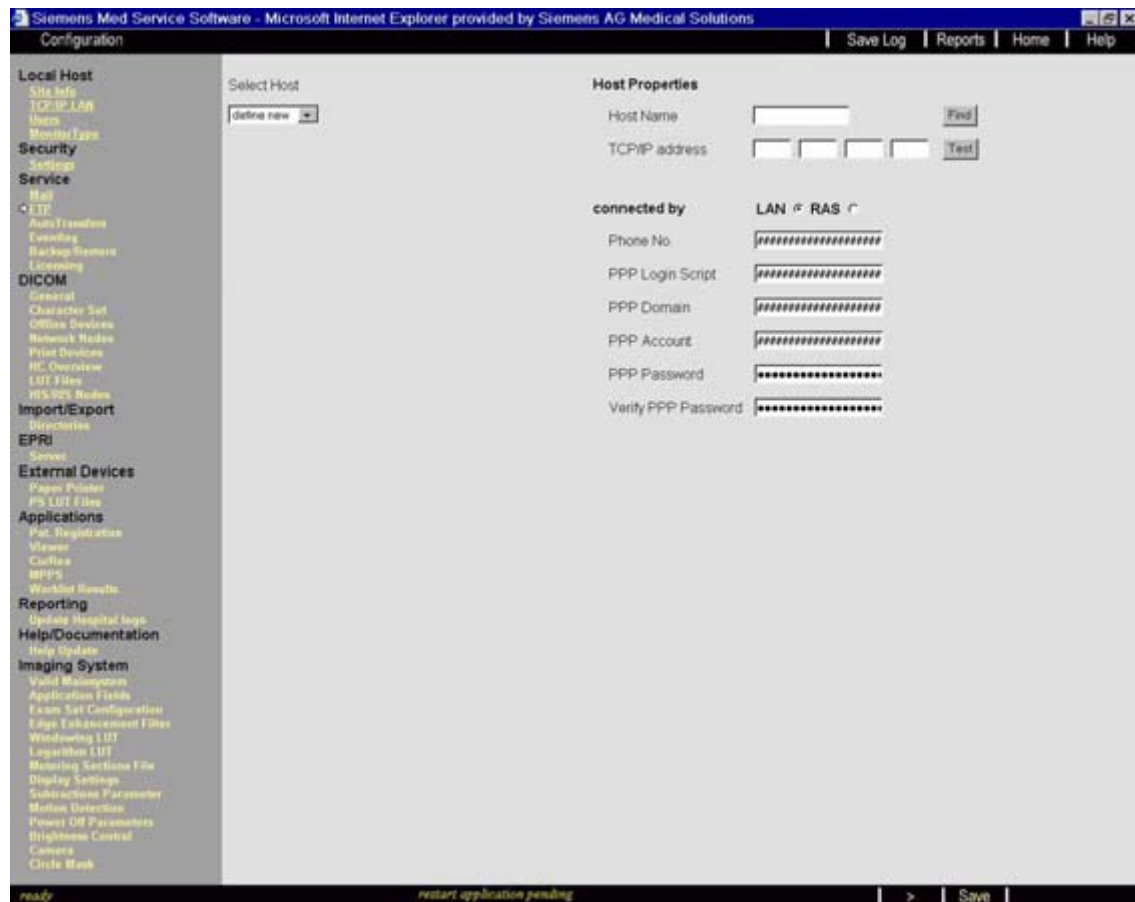 Siemens Med Service Software - Microsoft Internet Explorer provided by Siemens AG Medical Solutions
Configuration
Save Log
Reports
Home
Help
Local Host
Site Info
TCP/IP LAN
Users
MonitorType
Security
Settings
Service
Mail
FTP
AutoTransfers
Eventlog
Backup/Restore
Licensing
DICOM
General
Character Set
Offline Devices
Network Nodes
Print Devices
HC Overview
LUT Files
HIS/RIS Nodes
Import/Export
Directories
EPRI
Server
External Devices
Paper Printer
PS LUT Files
Applications
Pat. Registration
Viewer
MPPS
Worklist Results
Reporting
Update Hospital logo
Help/Documentation
Help Update
Imaging System
Valid Mainsystem
Application Fields
Exam Set Configuration
Edge Enhancement Filter
Windowing LUT
Logarithm LUT
Metering Sections File
Display Settings
Subtractions Parameter
Motion Detection
Power Off Parameters
Brightness Control
Camera
Circle Mask
Select Host
define new
Host Properties
Host Name
Find
TCP/IP address
Test
connected by LAN RAS
Phone No. ####################
PPP Login Script ####################
PPP Domain ####################
PPP Account ####################
PPP Password
Verify PPP Password
ready
restart application pending
>
Save